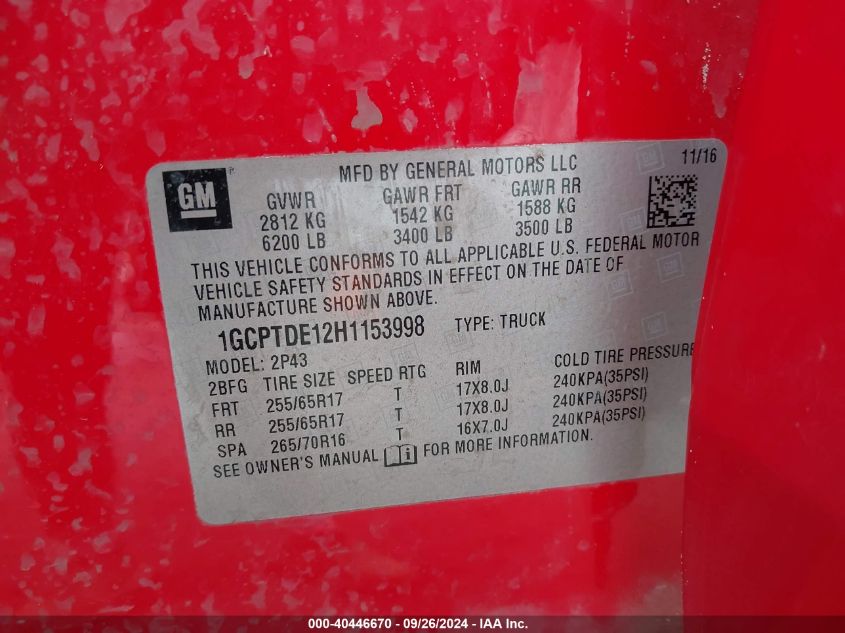 MFD BY GENERAL MOTORS LLC 11/16
GM
GVWR GAWR FRT GAWR RR
2812 KG 1542 KG 1588 KG
6200 LB 3400 LB 3500 LB
THIS VEHICLE CONFORMS TO ALL APPLICABLE U.S. FEDERAL MOTOR
VEHICLE SAFETY STANDARDS IN EFFECT ON THE DATE OF
MANUFACTURE SHOWN ABOVE.
1GCPTDE12H1153998 TYPE: TRUCK
MODEL: 2P43
2BFG TIRE SIZE SPEED RTG RIM COLD TIRE PRESSURE
FRT 255/65R17 T 17X8.0J 240KPA(35PSI)
RR 255/65R17 T 17X8.0J 240KPA(35PSI)
SPA 265/70R16 T 16X7.0J 240KPA(35PSI)
SEE OWNER'S MANUAL FOR MORE INFORMATION.
000-40446670 - 09/26/2024 - IAA Inc.